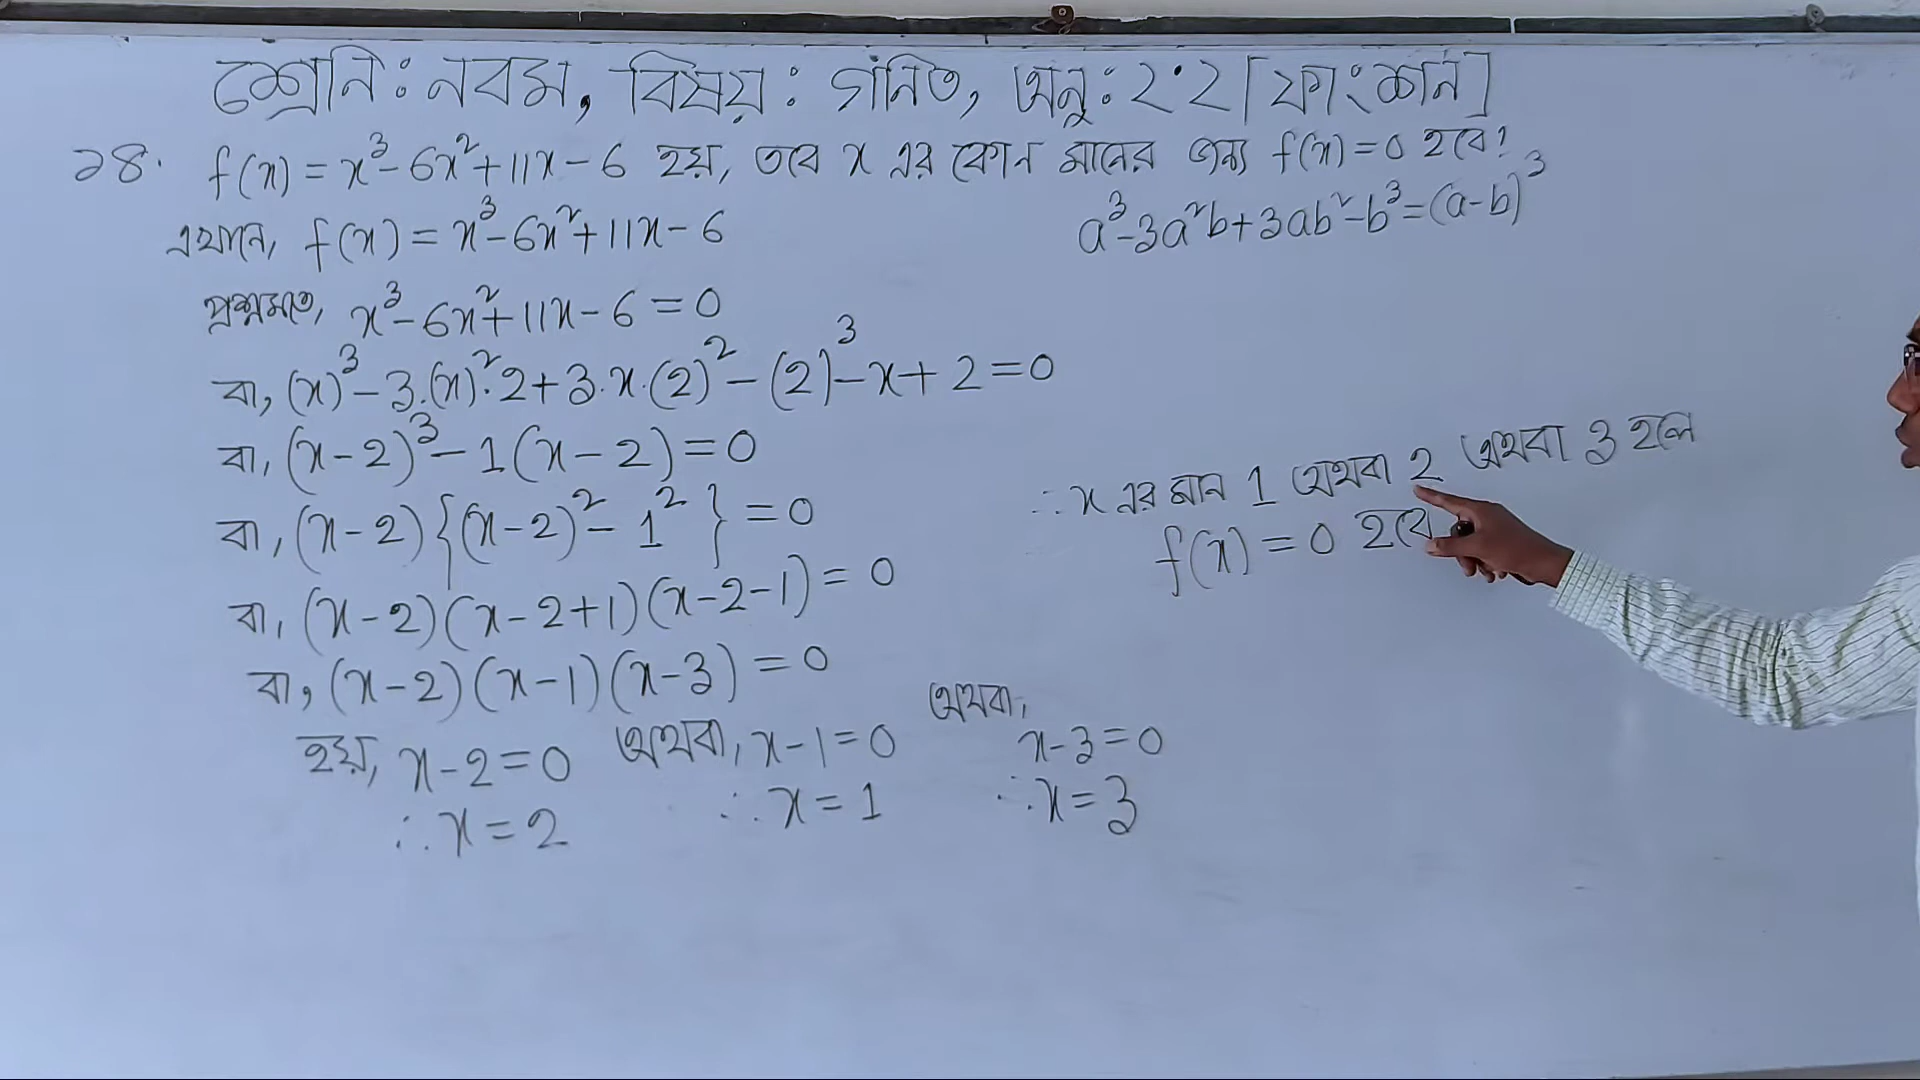 শ্রেনি : নবম, বিষয় : গনিত, অনু : ২.২ [ফাংশন]
১৪. f(x) = x³-6x²+11x-6 হয়, তবে x এর কোন মানের জন্য f(x)=0 হবে?
a³-3a²b+3ab²-b³=(a-b)³
এখানে, f(x) = x³-6x²+11x-6
প্রশ্নমতে, x³-6x²+11x-6=0
বা, (x)³-3.(x)².2+3.x.(2)²-(2)³-x+2=0
বা, (x-2)³-1(x-2)=0
বা, (x-2){(x-2)²-1²}=0
বা, (x-2)(x-2+1)(x-2-1)=0
বা, (x-2)(x-1)(x-3)=0
হয়, x-2=0 অথবা, x-1=0 অথবা, x-3=0
∴x=2 ∴x=1 ∴x=3
∴x এর মান 1 অথবা 2 অথবা 3 হলে
f(x)=0 হবে